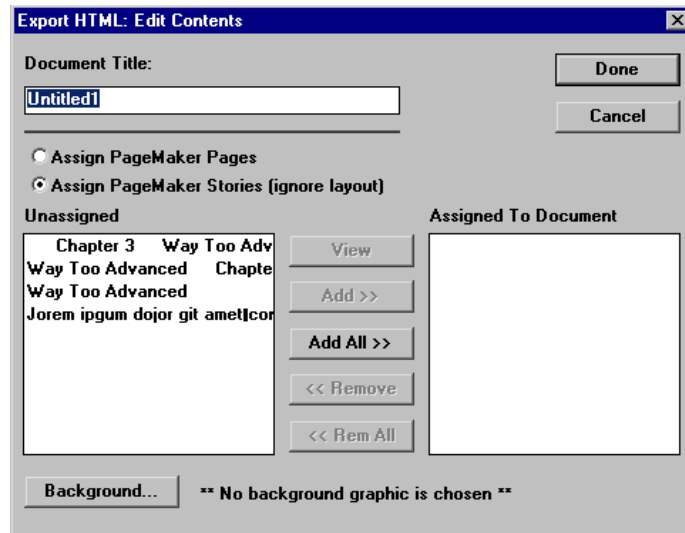 Export HTML: Edit Contents
Document Title:
Done
Untitled1
Cancel
Assign PageMaker Pages
Assign PageMaker Stories (ignore layout)
Unassigned
Assigned To Document
Chapter 3 Way Too Adv
Way Too Advanced Chapte
Way Too Advanced
Jorem ipgum dojor git ametlcor
View
Add >>
Add All >>
<< Remove
<< Rem All
Background...
** No background graphic is chosen **